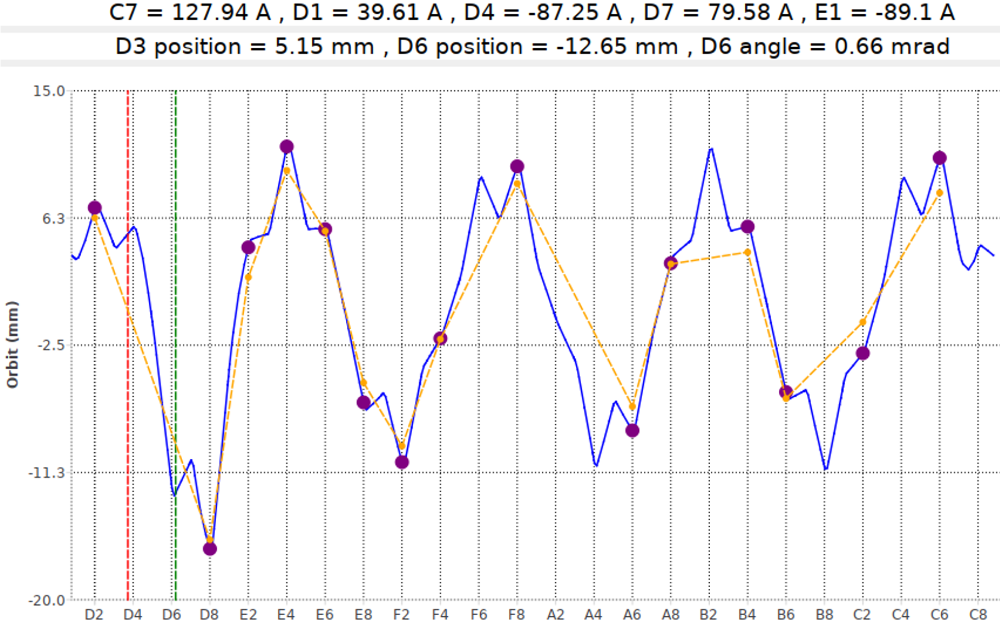 C7 = 127.94 A , D1 = 39.61 A , D4 = -87.25 A , D7 = 79.58 A , E1 = -89.1 A
D3 position = 5.15 mm , D6 position = -12.65 mm , D6 angle = 0.66 mrad
15.0
6.3
-2.5
-11.3
-20.0
Orbit (mm)
D2 D4 D6 D8 E2 E4 E6 E8 F2 F4 F6 F8 A2 A4 A6 A8 B2 B4 B6 B8 C2 C4 C6 C8